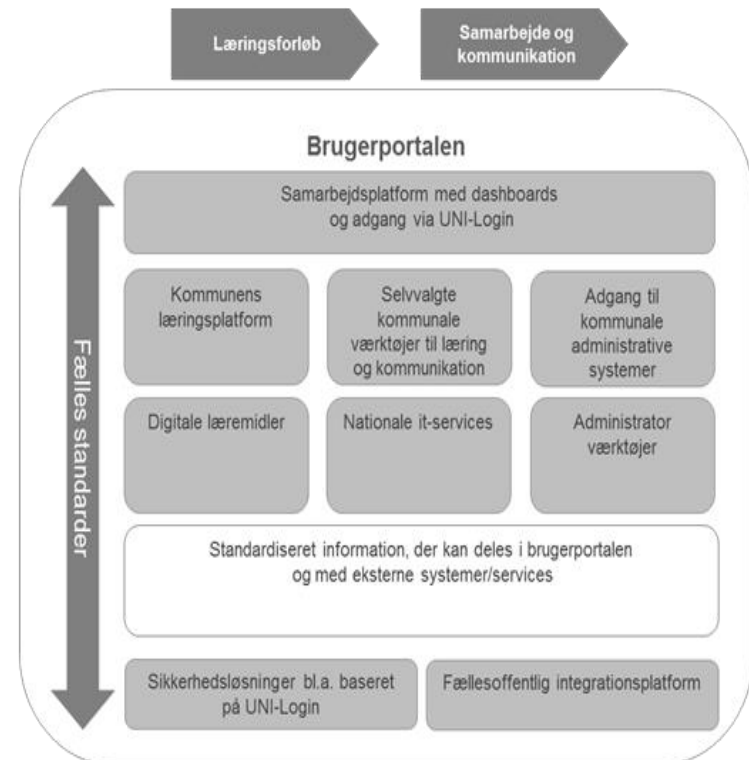 Læringsforløb
Samarbejde og
kommunikation
Brugerportalen
Fælles standarder
Samarbejdsplatform med dashboards
og adgang via UNI-Login
Kommunens
læringsplatform
Selvvalgte
kommunale
værktøjer til læring
og kommunikation
Adgang til
kommunale
administrative
systemer
Digitale læremidler
Nationale it-services
Administrator
værktøjer
Standardiseret information, der kan deles i brugerportalen
og med eksterne systemer/services
Sikkerhedsløsninger bl.a. baseret
på UNI-Login
Fællesoffentlig integrationsplatform